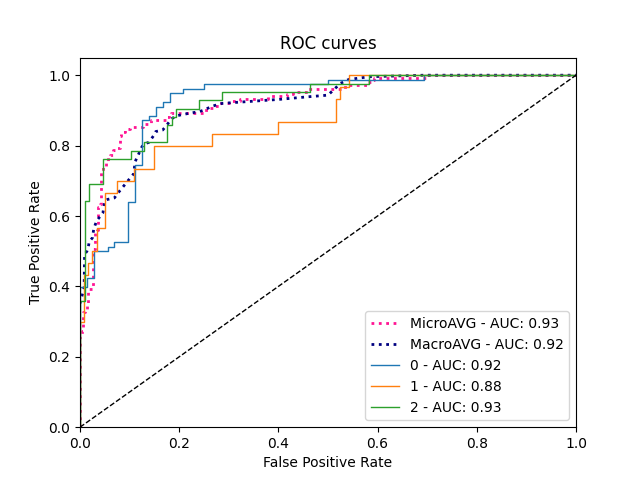 ROC curves
True Positive Rate
1.0
0.8
0.6
0.4
0.2
0.0
MicroAVG - AUC: 0.93
MacroAVG - AUC: 0.92
0 - AUC: 0.92
1 - AUC: 0.88
2 - AUC: 0.93
0.0 0.2 0.4 0.6 0.8 1.0
False Positive Rate